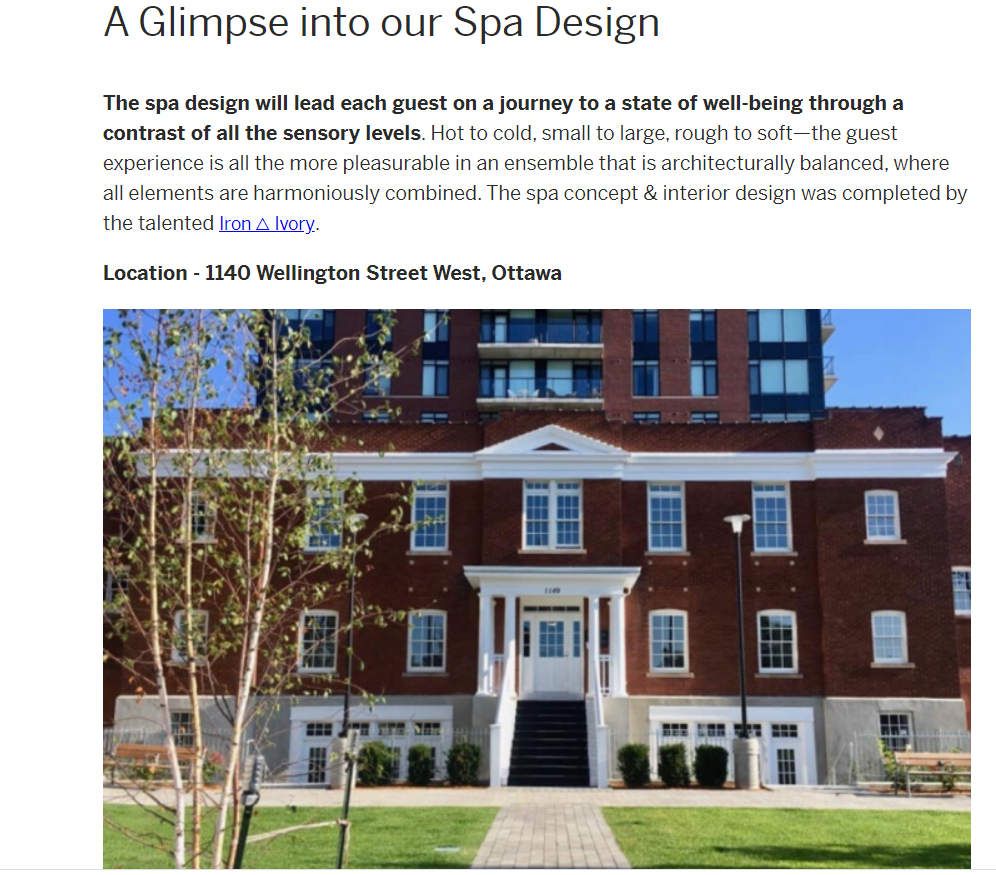 A Glimpse into our Spa Design
The spa design will lead each guest on a journey to a state of well-being through a
contrast of all the sensory levels. Hot to cold, small to large, rough to soft—the guest
experience is all the more pleasurable in an ensemble that is architecturally balanced, where
all elements are harmoniously combined. The spa concept & interior design was completed by
the talented Iron △ Ivory.
Location - 1140 Wellington Street West, Ottawa
1140